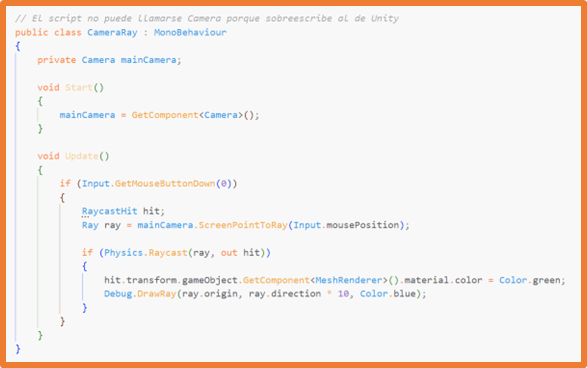 // El script no puede llamarse Camera porque sobreescribe al de Unity
public class CameraRay : MonoBehaviour
{
    private Camera mainCamera;

    void Start()
    {
        mainCamera = GetComponent<Camera>();
    }

    void Update()
    {
        if (Input.GetMouseButtonDown(0))
        {
            RaycastHit hit;
            Ray ray = mainCamera.ScreenPointToRay(Input.mousePosition);

            if (Physics.Raycast(ray, out hit))
            {
                hit.transform.gameObject.GetComponent<MeshRenderer>().material.color = Color.green;
                Debug.DrawRay(ray.origin, ray.direction * 10, Color.blue);
            }
        }
    }
}